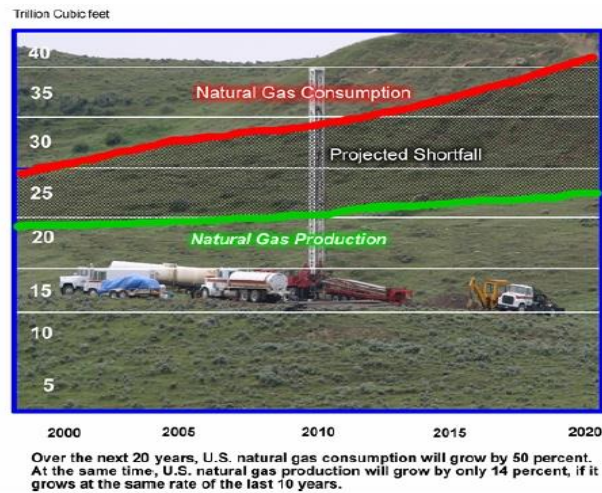 Trillion Cubic feet
40
Natural Gas Consumption
35
30
Projected Shortfall
25
20
Natural Gas Production
15
10
5
2000 2005 2010 2015 2020
Over the next 20 years, U.S. natural gas consumption will grow by 50 percent.
At the same time, U.S. natural gas production will grow by only 14 percent, if it
grows at the same rate of the last 10 years.